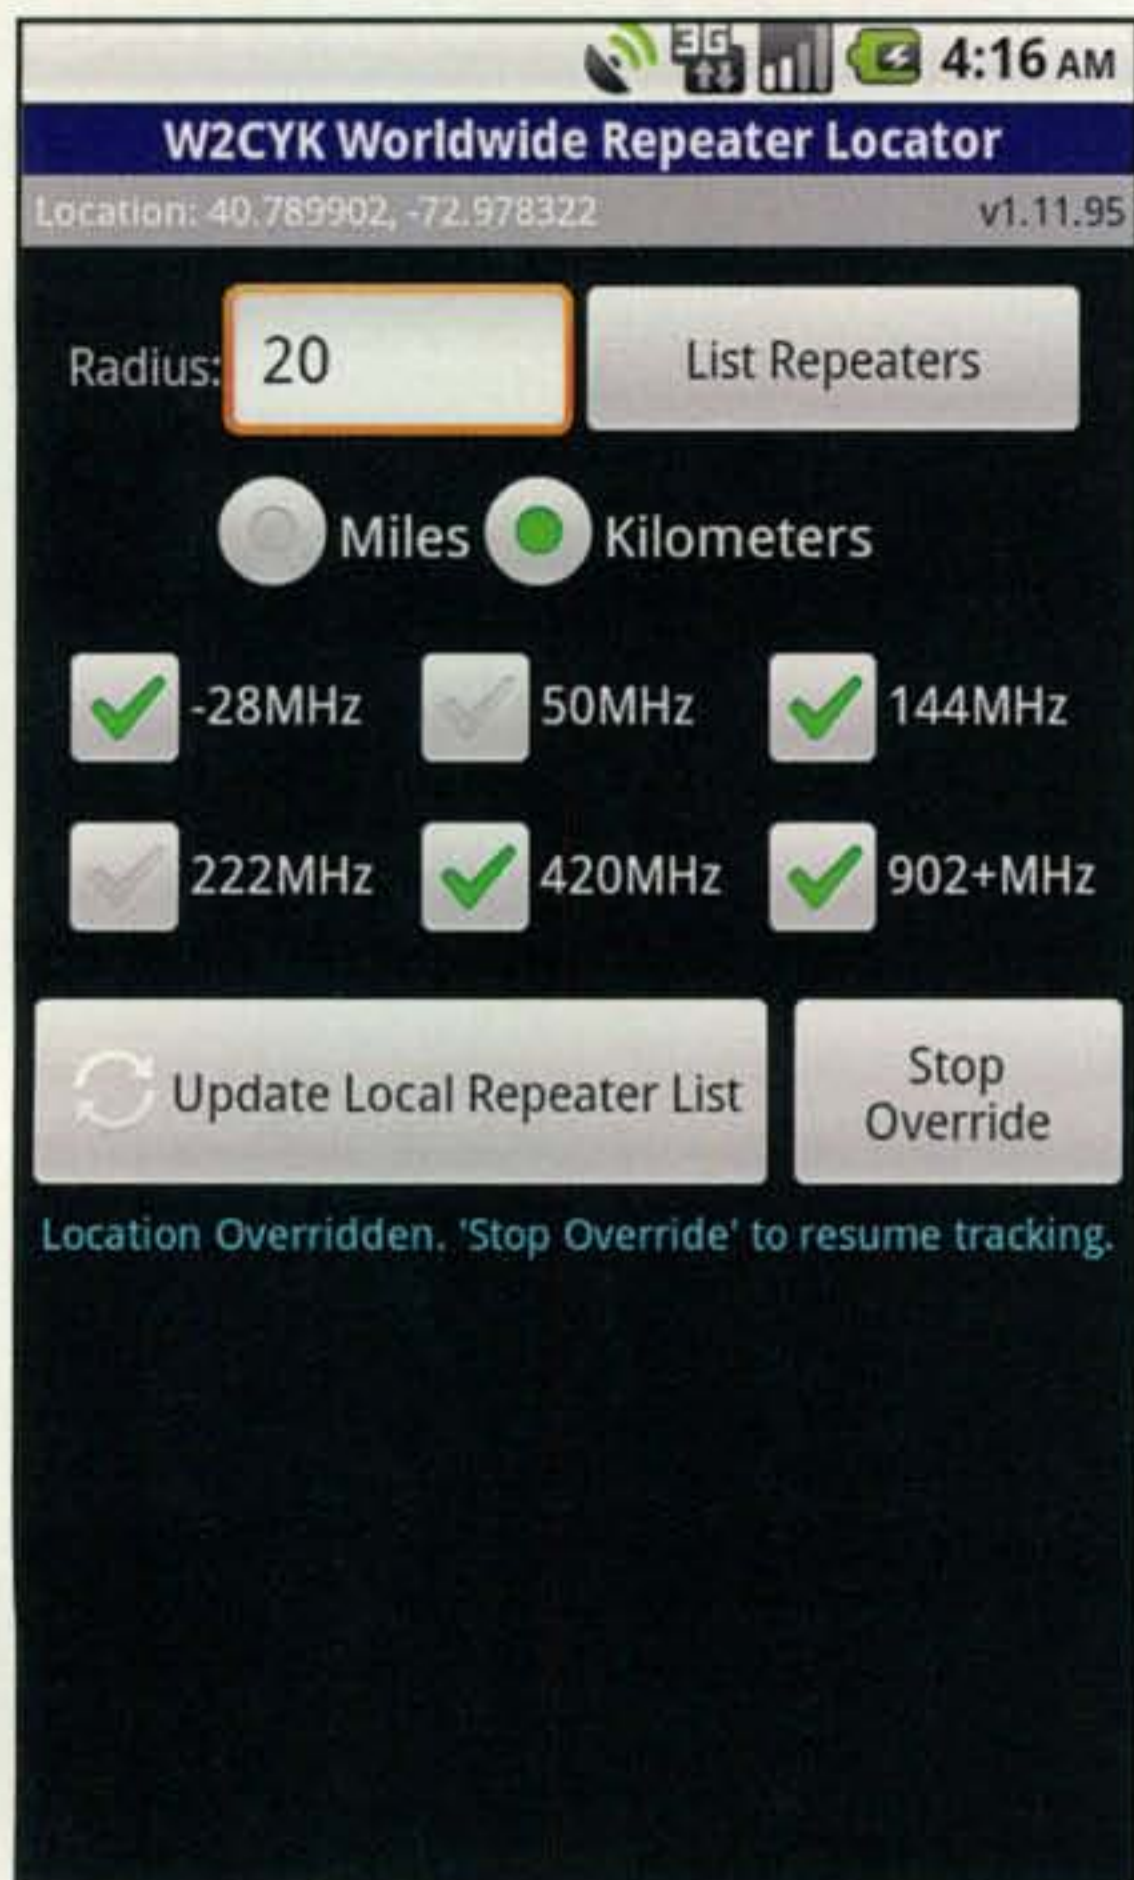 3G 4:16 AM
W2CYK Worldwide Repeater Locator
Location: 40.789902, -72.978322 v1.11.95
Radius: 20 List Repeaters
Miles Kilometers
-28MHz 50MHz 144MHz
222MHz 420MHz 902+MHz
Update Local Repeater List
Stop
Override
Location Overridden. 'Stop Override' to resume tracking.